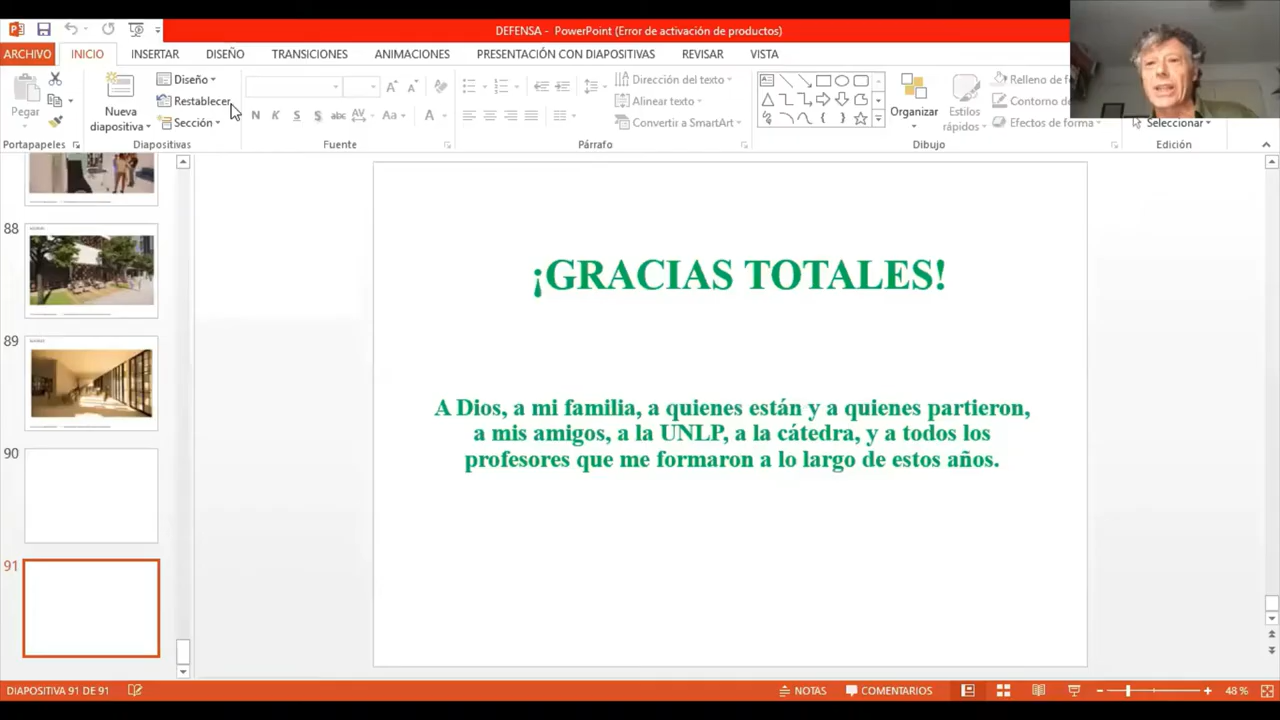 DEFENSA - PowerPoint (Error de activación de productos)
ARCHIVO INICIO INSERTAR DISEÑO TRANSICIONES ANIMACIONES PRESENTACIÓN CON DIAPOSITIVAS REVISAR VISTA
Pegar
Nueva
diapositiva
Diseño
Restablecer
Sección
N K S S abc AV Aa A
Dirección del texto
Alinear texto
Convertir a SmartArt
Organizar
Estilos
rápidos
Relleno de
Contorno d
Efectos de forma
Seleccionar
Portapapeles Diapositivas Fuente Párrafo Dibujo Edición
88
89
90
91
¡GRACIAS TOTALES!
A Dios, a mi familia, a quienes están y a quienes partieron,
a mis amigos, a la UNLP, a la cátedra, y a todos los
profesores que me formaron a lo largo de estos años.
DIAPOSITIVA 91 DE 91 NOTAS COMENTARIOS 48 %